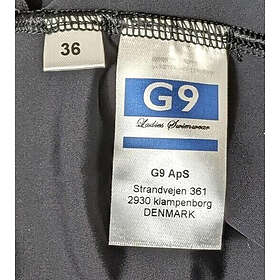 36
G9
Ladies Swimwear
G9 ApS
Strandvejen 361
2930 klampenborg
DENMARK